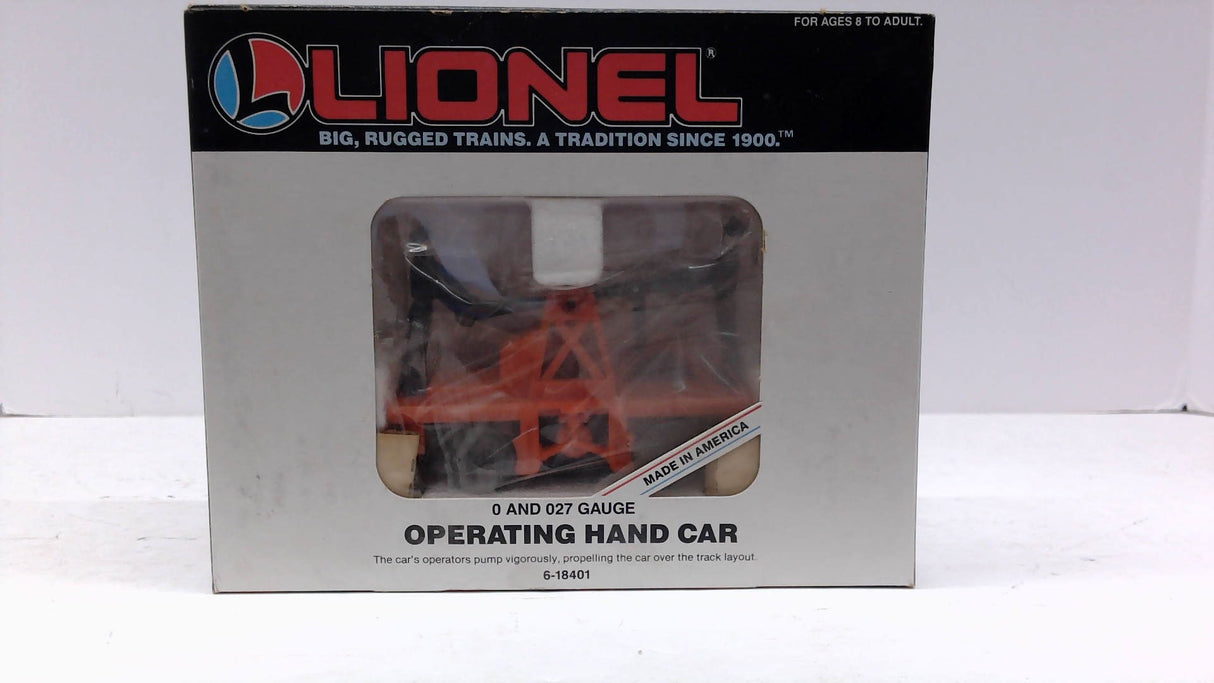 FOR AGES 8 TO ADULT.
LIONEL®
BIG, RUGGED TRAINS. A TRADITION SINCE 1900.™
MADE IN AMERICA
0 AND 027 GAUGE
OPERATING HAND CAR
The car's operators pump vigorously, propelling the car over the track layout.
6-18401